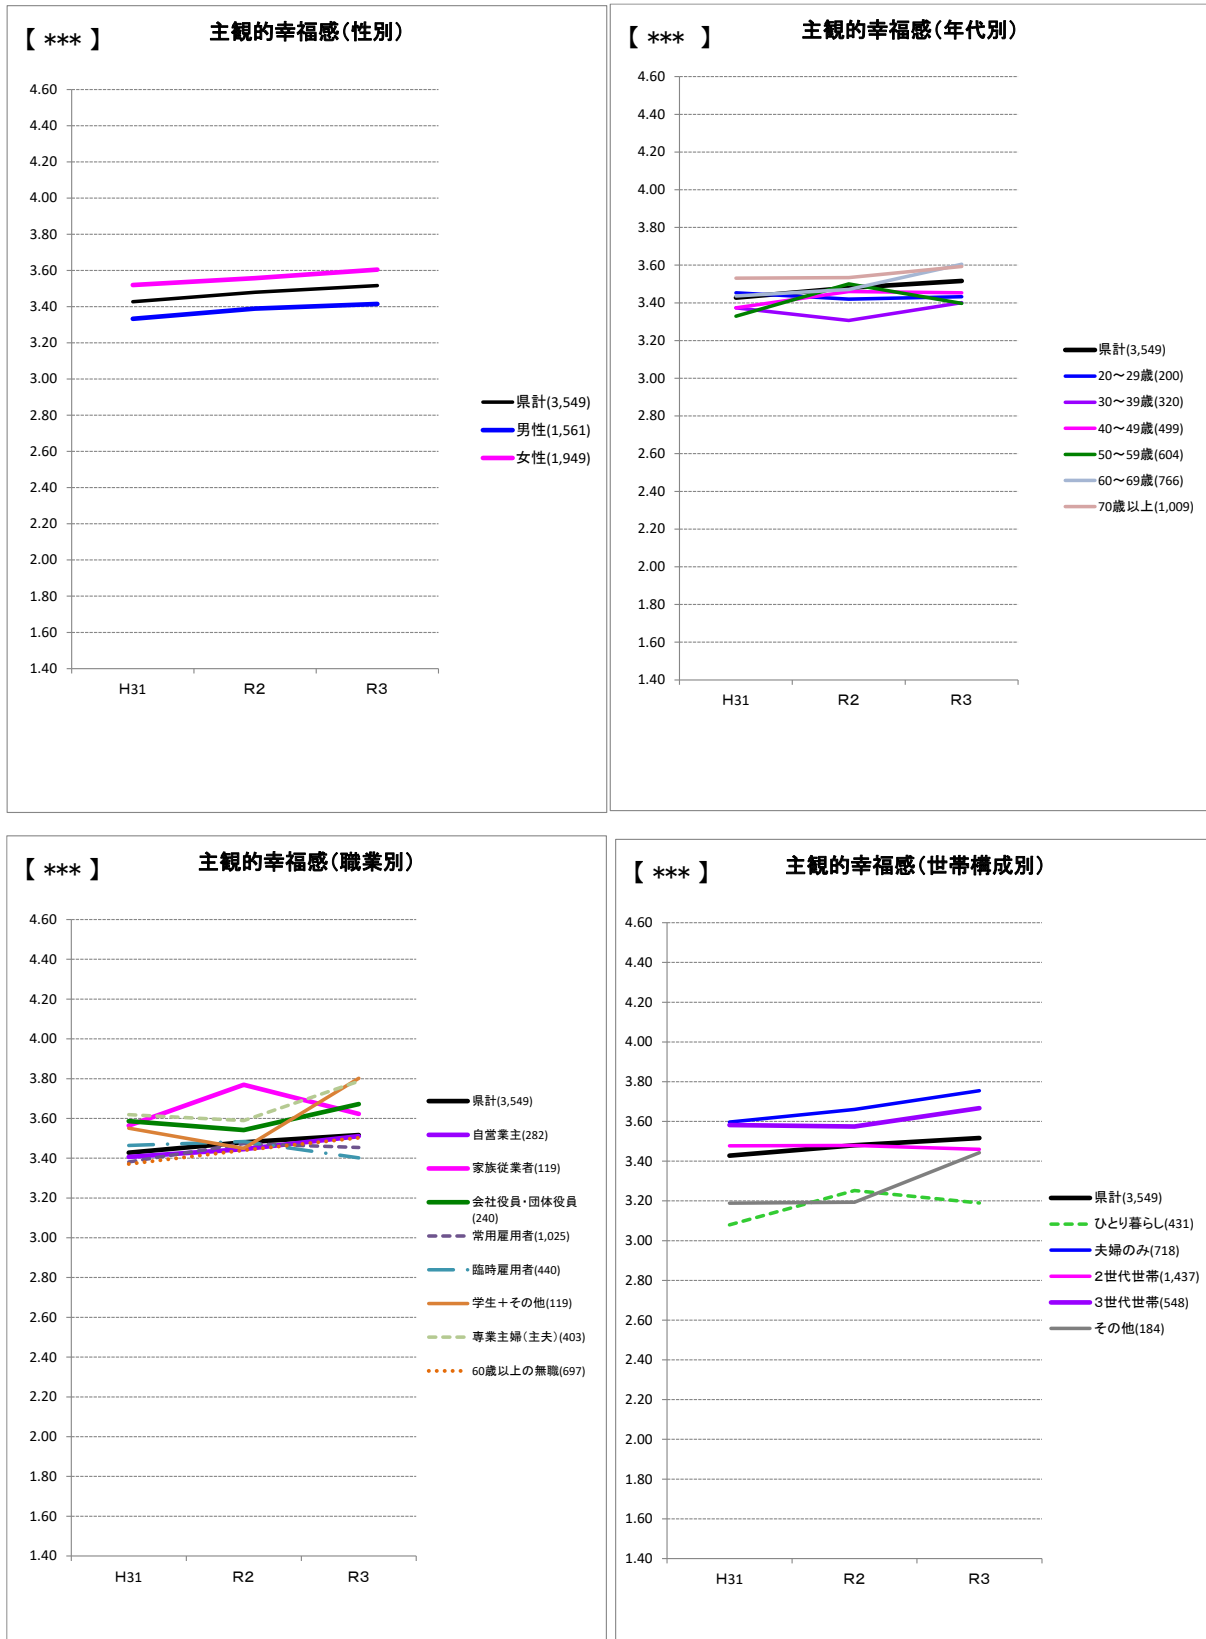 【 *** 】
主観的幸福感(性別)
4.60
4.40
4.20
4.00
3.80
3.60
3.40
3.20
3.00
2.80
2.60
2.40
2.20
2.00
1.80
1.60
1.40
H31 R2 R3
県計(3,549)
男性(1,561)
女性(1,949)
【 *** 】
主観的幸福感(年代別)
4.60
4.40
4.20
4.00
3.80
3.60
3.40
3.20
3.00
2.80
2.60
2.40
2.20
2.00
1.80
1.60
1.40
H31 R2 R3
県計(3,549)
20～29歳(200)
30～39歳(320)
40～49歳(499)
50～59歳(604)
60～69歳(766)
70歳以上(1,009)
【 *** 】
主観的幸福感(職業別)
4.60
4.40
4.20
4.00
3.80
3.60
3.40
3.20
3.00
2.80
2.60
2.40
2.20
2.00
1.80
1.60
1.40
H31 R2 R3
県計(3,549)
自営業主(282)
家族従業者(119)
会社役員・団体役員
(240)
常用雇用者(1,025)
臨時雇用者(440)
学生＋その他(119)
専業主婦(主夫)(403)
60歳以上の無職(697)
【 *** 】
主観的幸福感(世帯構成別)
4.60
4.40
4.20
4.00
3.80
3.60
3.40
3.20
3.00
2.80
2.60
2.40
2.20
2.00
1.80
1.60
1.40
H31 R2 R3
県計(3,549)
ひとり暮らし(431)
夫婦のみ(718)
２世代世帯(1,437)
３世代世帯(548)
その他(184)